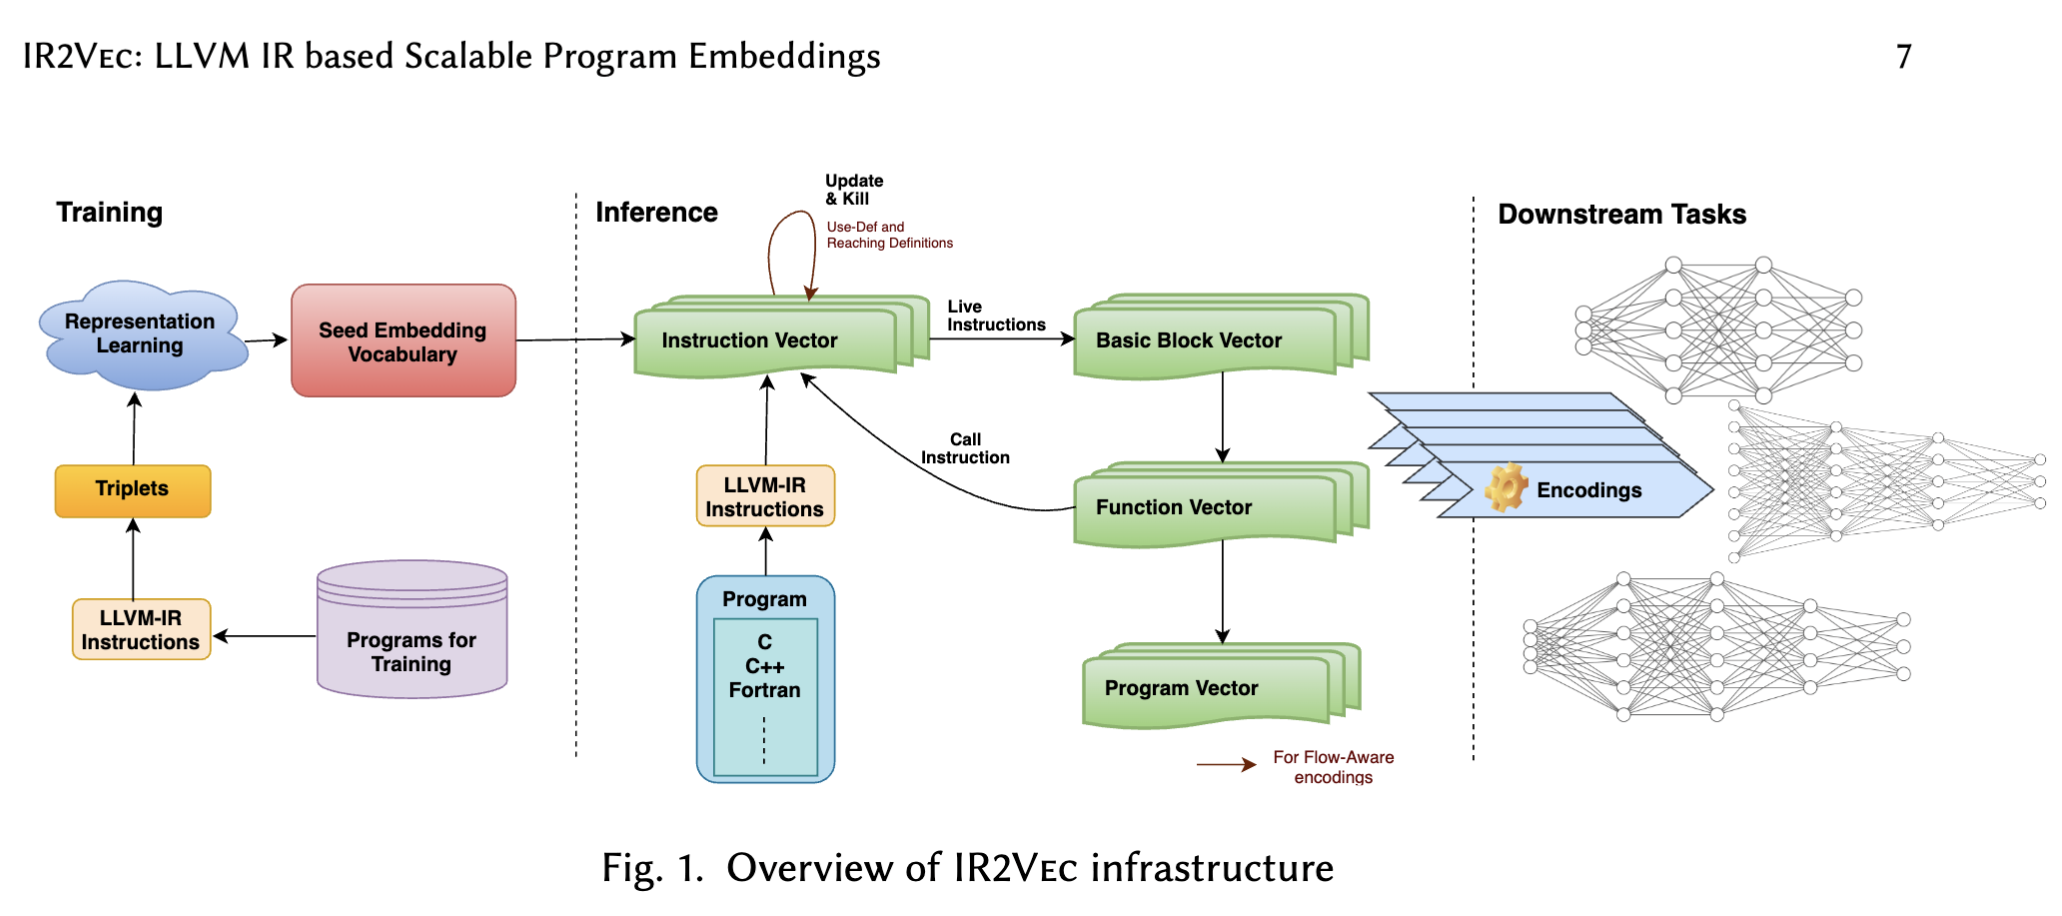 IR2Vec: LLVM IR based Scalable Program Embeddings
7
Training
Representation
Learning
Seed Embedding
Vocabulary
Triplets
LLVM-IR
Instructions
Programs for
Training
Inference
Update
& Kill
Use-Def and
Reaching Definitions
Instruction Vector
Live
Instructions
Basic Block Vector
Call
Instruction
LLVM-IR
Instructions
Function Vector
Program
C
C++
Fortran
Program Vector
For Flow-Aware
encodings
Downstream Tasks
Encodings
Fig. 1. Overview of IR2Vec infrastructure